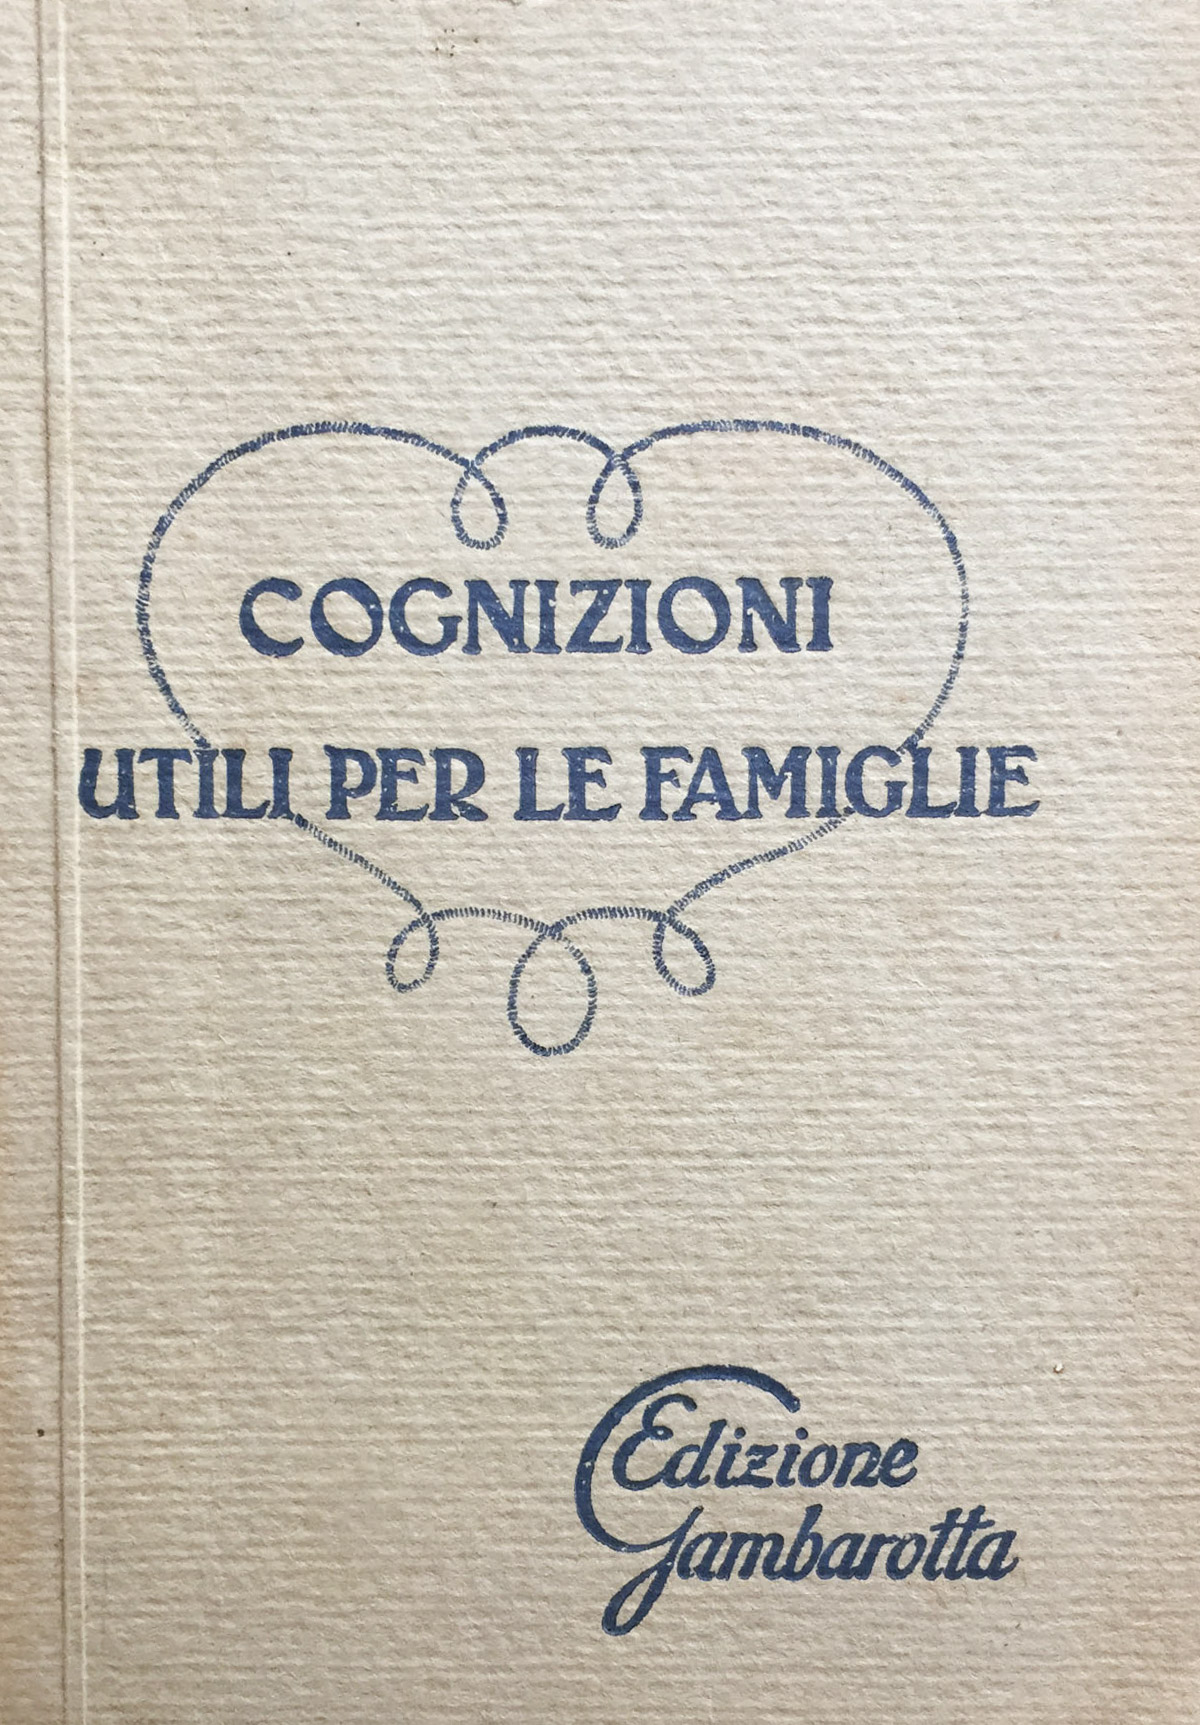 COGNIZIONI
UTILI PER LE FAMIGLIE
Edizione
Gambarotta